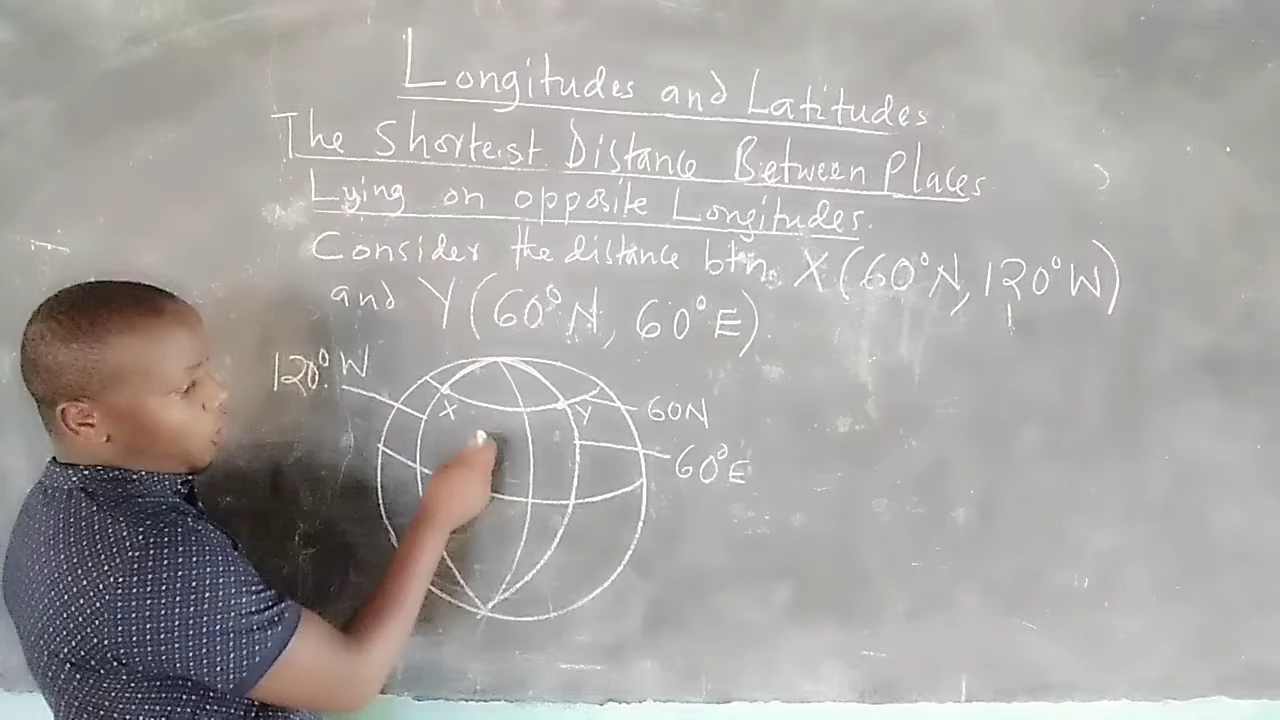 Longitudes and Latitudes
The Shortest Distance Between Places
Lying on opposite Longitudes.
Consider the distance btn. X(60°N, 120°W)
and Y(60°N, 60°E).
120°W
X
Y
60N
60°E